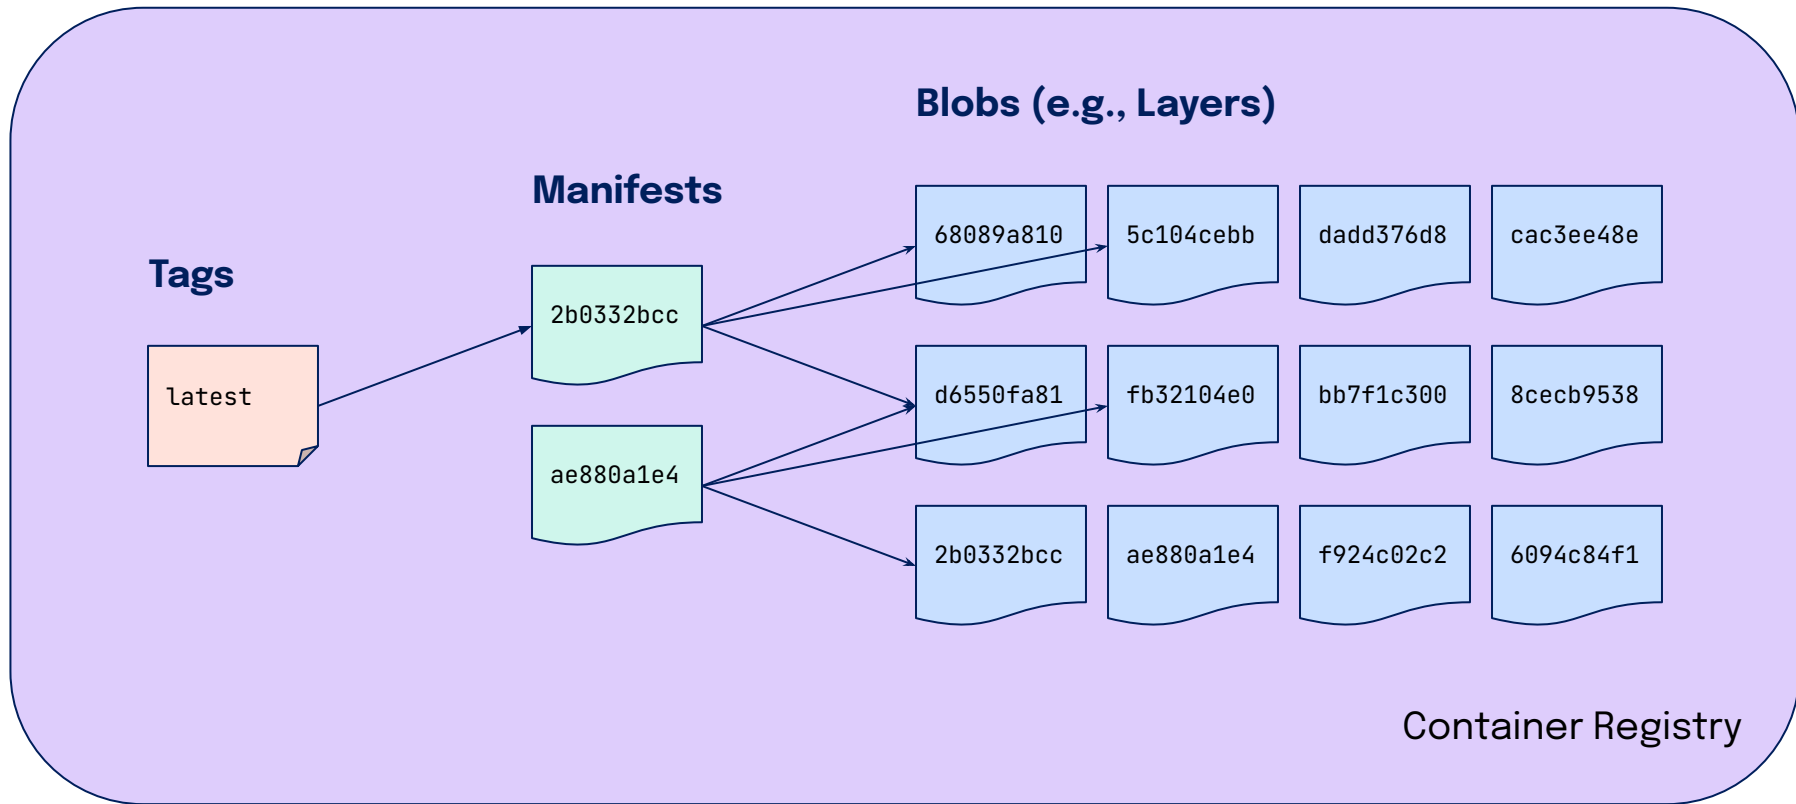 Blobs (e.g., Layers)
Manifests
Tags
68089a810
5c104cebb
dadd376d8
cac3ee48e
2b0332bcc
latest
d6550fa81
fb32104e0
bb7f1c300
8cecb9538
ae880a1e4
2b0332bcc
ae880a1e4
f924c02c2
6094c84f1
Container Registry